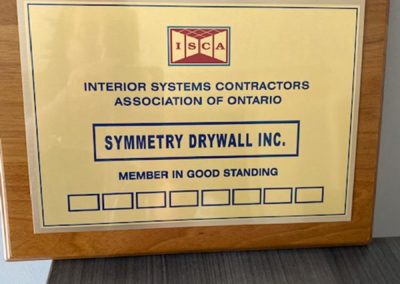 ISCA
INTERIOR SYSTEMS CONTRACTORS
ASSOCIATION OF ONTARIO
SYMMETRY DRYWALL INC.
MEMBER IN GOOD STANDING